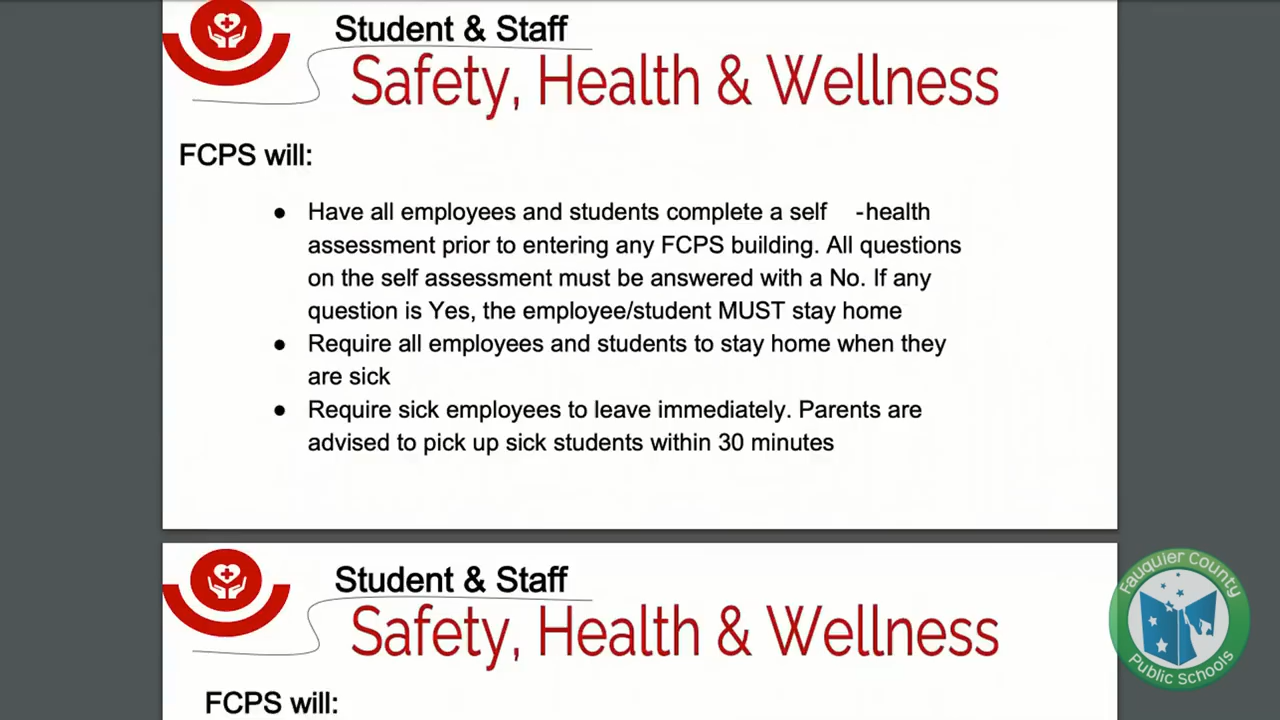 Student & Staff
Safety, Health & Wellness
FCPS will:
● Have all employees and students complete a self -health
assessment prior to entering any FCPS building. All questions
on the self assessment must be answered with a No. If any
question is Yes, the employee/student MUST stay home
● Require all employees and students to stay home when they
are sick
● Require sick employees to leave immediately. Parents are
advised to pick up sick students within 30 minutes
Student & Staff
Safety, Health & Wellness
FCPS will:
Fauquier County
Public Schools